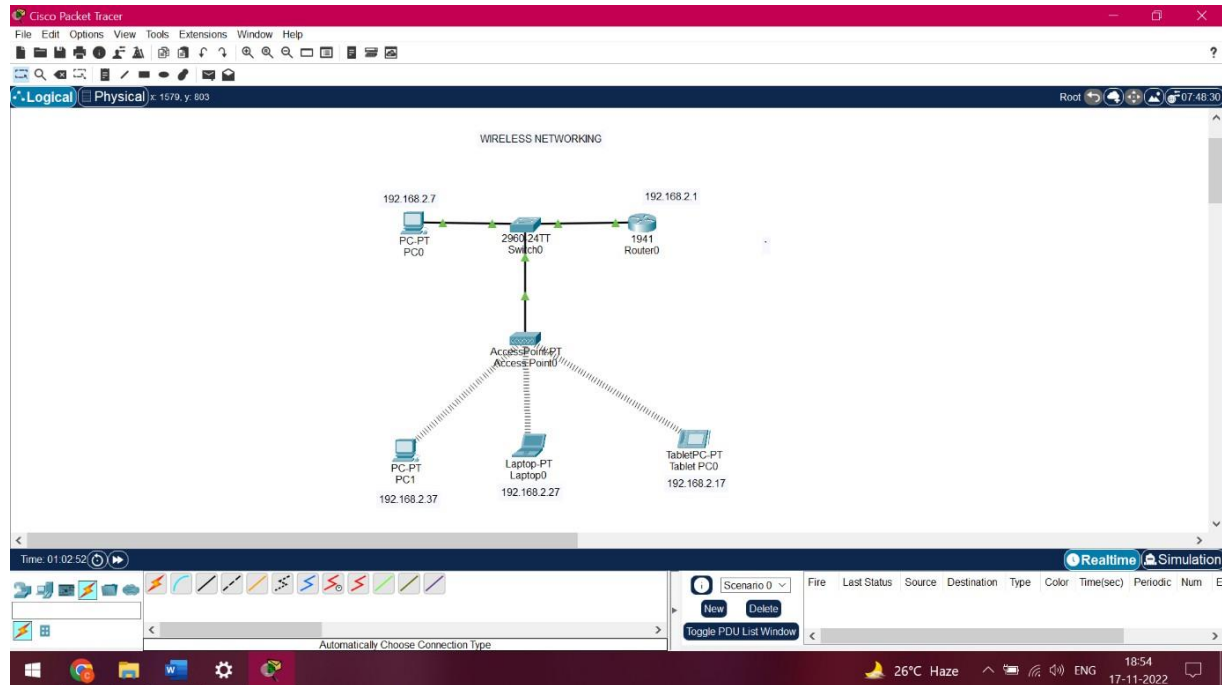 Cisco Packet Tracer
File Edit Options View Tools Extensions Window Help
?
Logical Physical x: 1579, y: 803 Root 07:48:30
WIRELESS NETWORKING
192.168.2.7 192.168.2.1
PC-PT 2960-24TT 1941
PC0 Switch0 Router0
AccessPoint-PT
Access Point0
PC-PT Laptop-PT TabletPC-PT
PC1 Laptop0 Tablet PC0
192.168.2.37 192.168.2.27 192.168.2.17
Time: 01:02:52 Realtime Simulation
Scenario 0 Fire Last Status Source Destination Type Color Time(sec) Periodic Num E
New Delete
Toggle PDU List Window
Automatically Choose Connection Type
26°C Haze ENG 18:54
17-11-2022